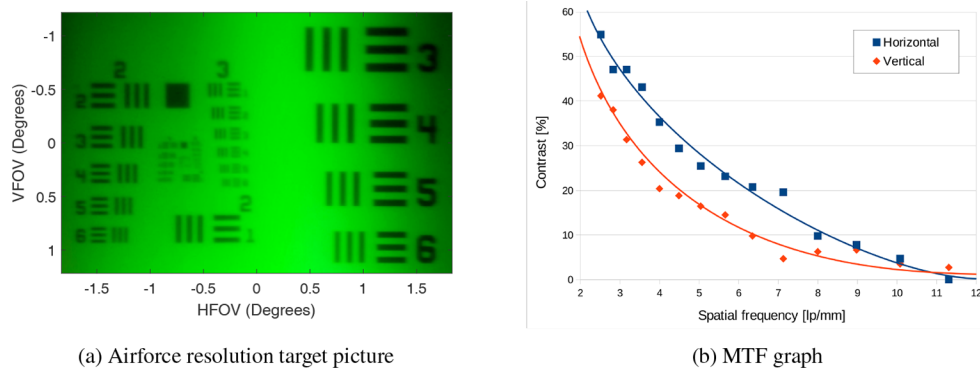 -1
-0.5
0
0.5
1
VFOV (Degrees)
-1.5 -1 -0.5 0 0.5 1 1.5
HFOV (Degrees)
2 3
2
3
4
5
6
2
1
3
4
5
6
(a) Airforce resolution target picture
60
50
40
30
20
10
0
Contrast [%]
Horizontal
Vertical
2 3 4 5 6 7 8 9 10 11 12
Spatial frequency [lp/mm]
(b) MTF graph